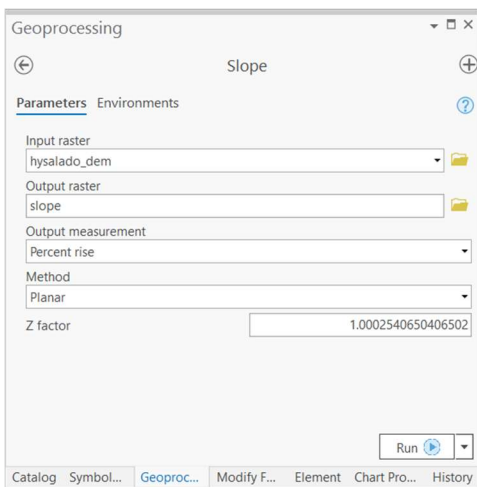 Geoprocessing
Slope
Parameters Environments
Input raster
hysalado_dem
Output raster
slope
Output measurement
Percent rise
Method
Planar
Z factor 1.0002540650406502
Run
Catalog Symbol... Geoproc... Modify F... Element Chart Pro... History